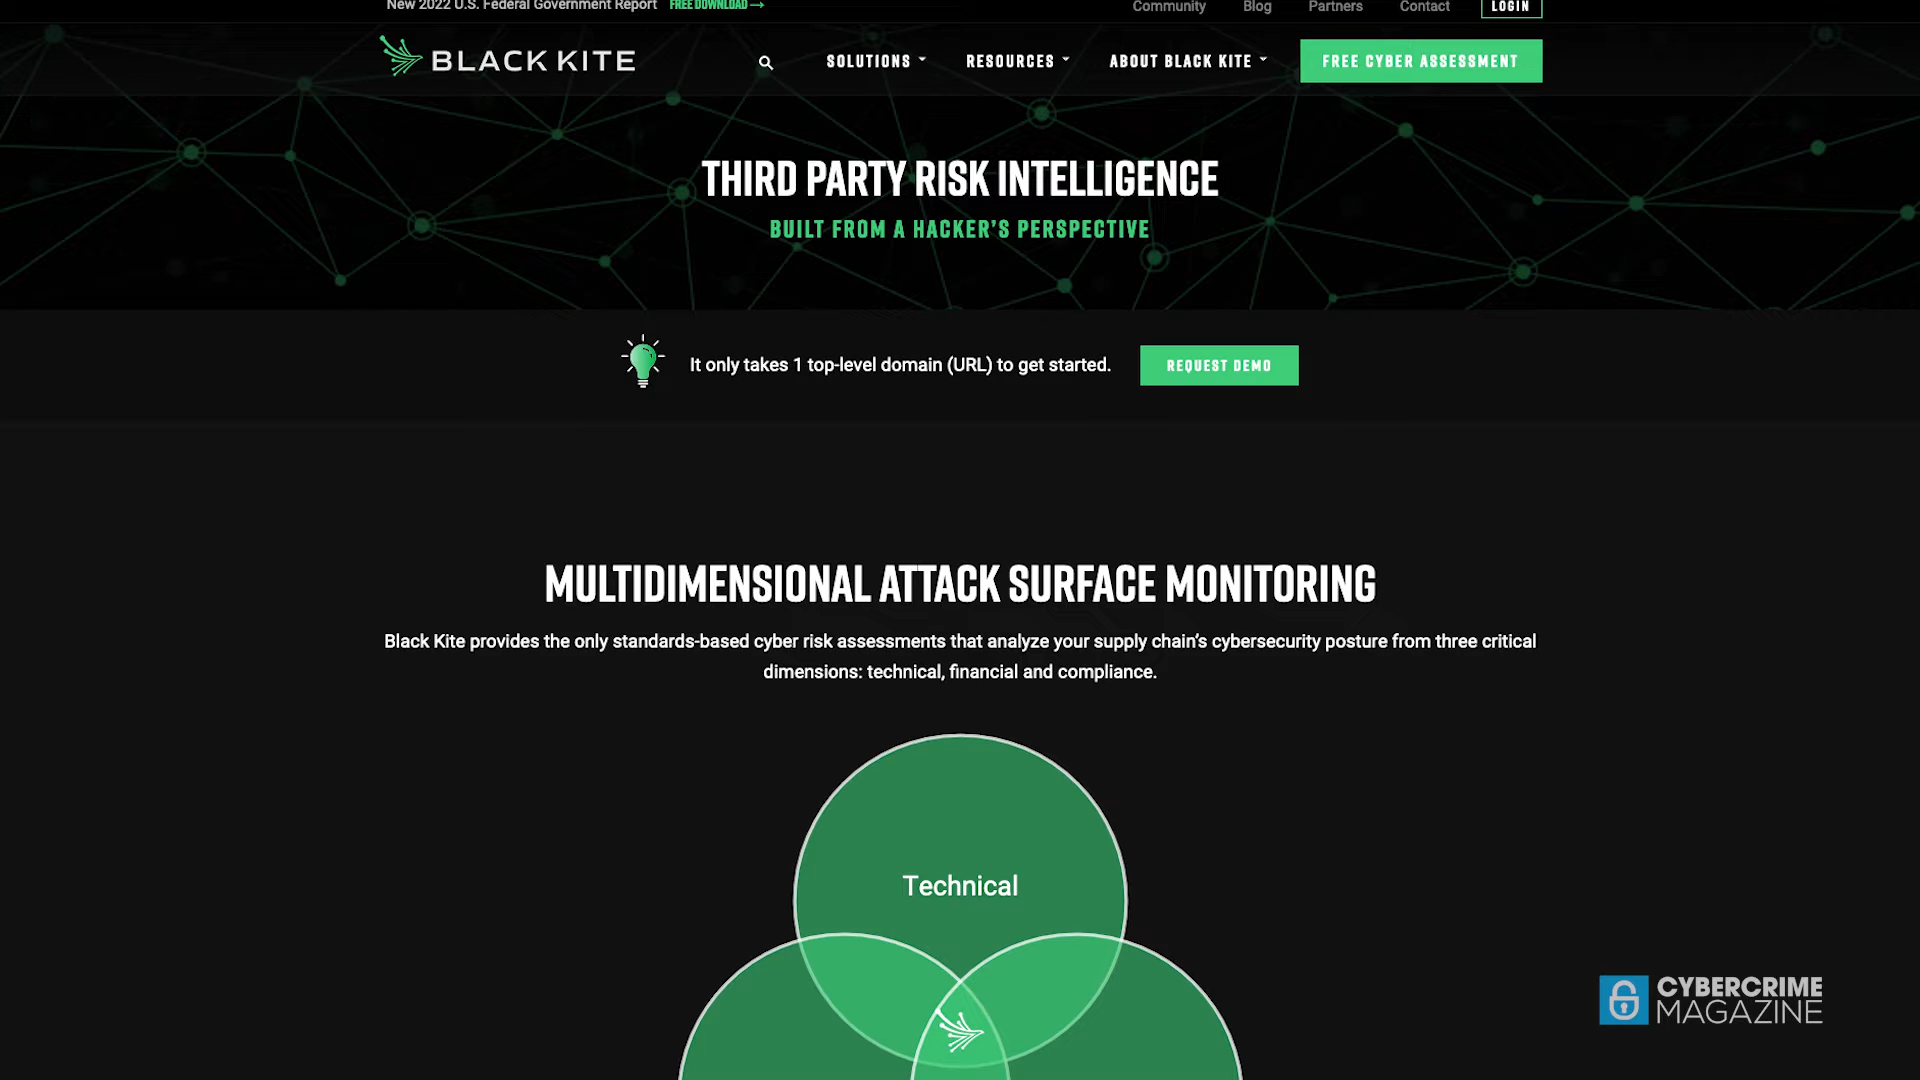 New 2022 U.S. Federal Government Report FREE DOWNLOAD →
Community Blog Partners Contact LOGIN
BLACK KITE
SOLUTIONS RESOURCES ABOUT BLACK KITE FREE CYBER ASSESSMENT
THIRD PARTY RISK INTELLIGENCE
BUILT FROM A HACKER'S PERSPECTIVE
It only takes 1 top-level domain (URL) to get started. REQUEST DEMO
MULTIDIMENSIONAL ATTACK SURFACE MONITORING
Black Kite provides the only standards-based cyber risk assessments that analyze your supply chain's cybersecurity posture from three critical
dimensions: technical, financial and compliance.
Technical
CYBERCRIME
MAGAZINE